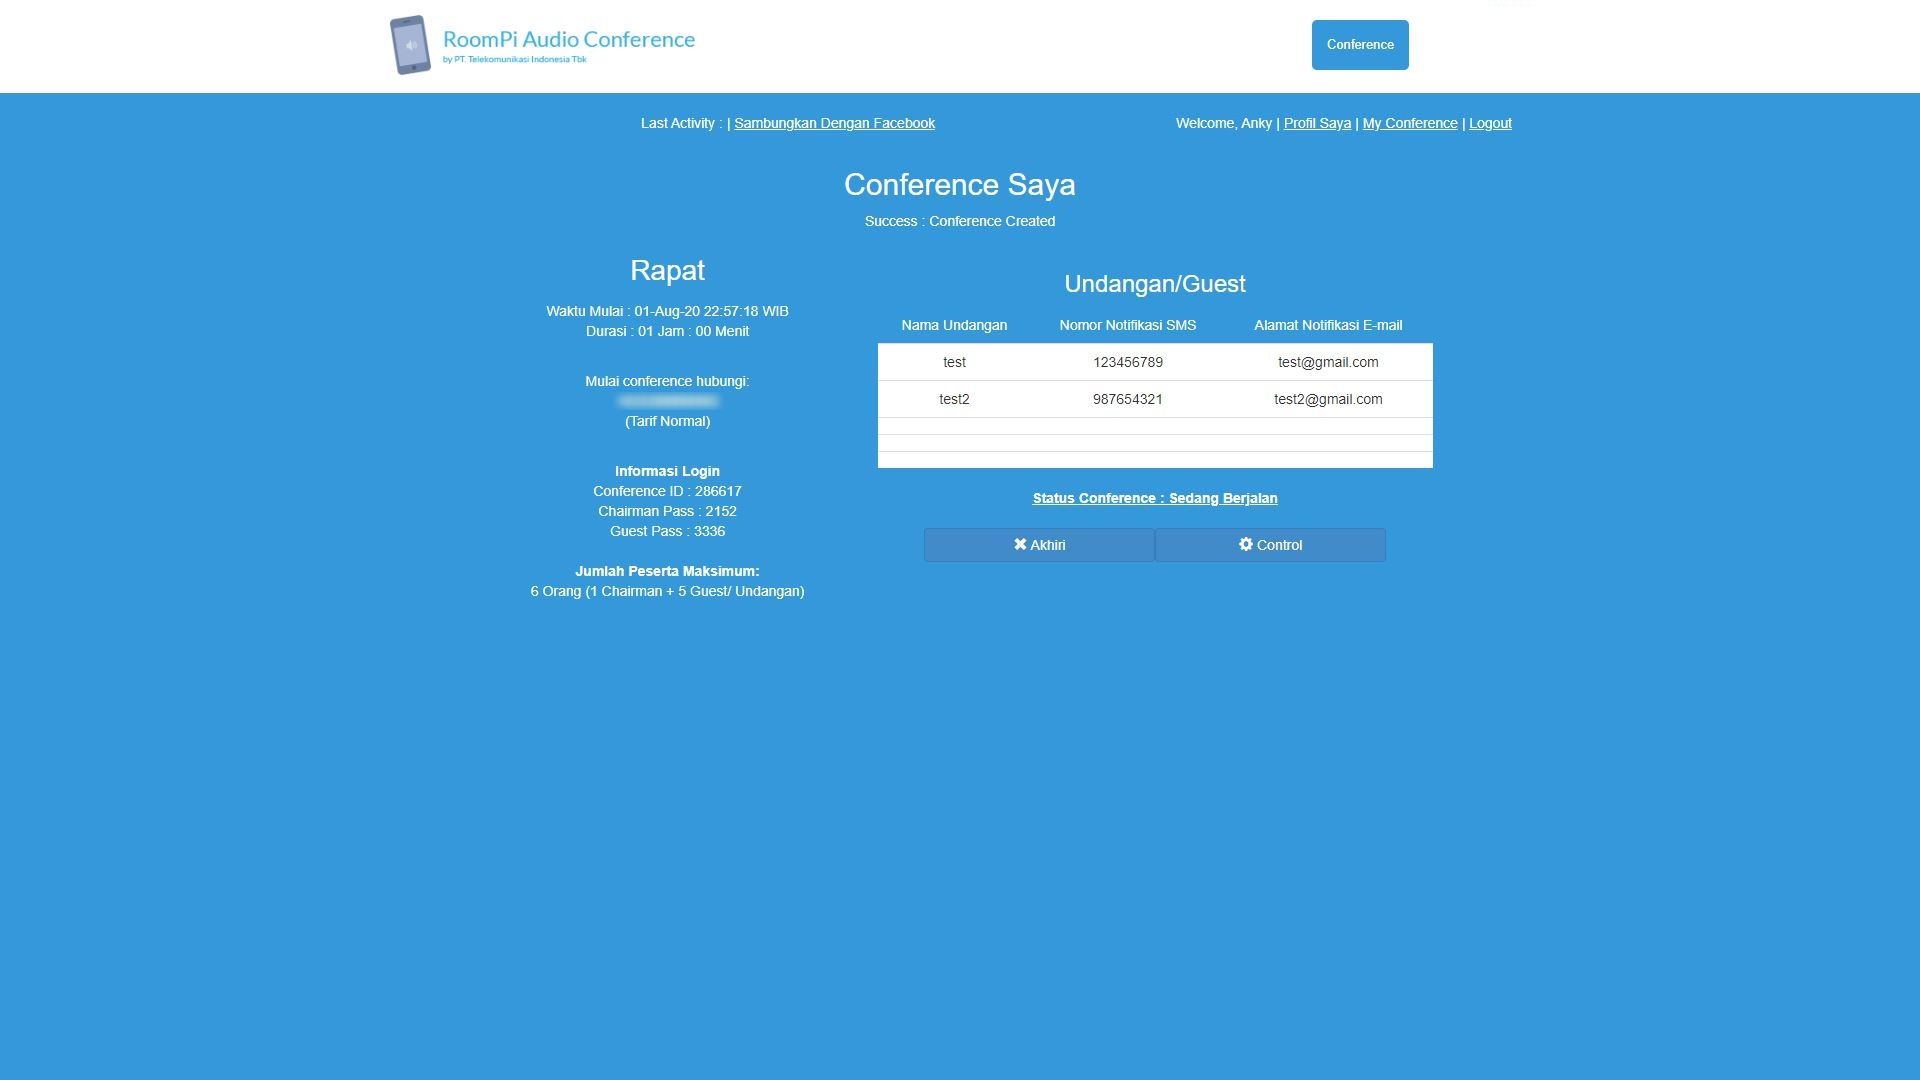 RoomPi Audio Conference
by PT. Telekomunikasi Indonesia Tbk
Conference
Last Activity : | Sambungkan Dengan Facebook
Welcome, Anky | Profil Saya | My Conference | Logout
Conference Saya
Success : Conference Created
Rapat
Waktu Mulai : 01-Aug-20 22:57:18 WIB
Durasi : 01 Jam : 00 Menit
Mulai conference hubungi:
(Tarif Normal)
Informasi Login
Conference ID : 286617
Chairman Pass : 2152
Guest Pass : 3336
Jumlah Peserta Maksimum:
6 Orang (1 Chairman + 5 Guest/ Undangan)
Undangan/Guest
Nama Undangan Nomor Notifikasi SMS Alamat Notifikasi E-mail
test 123456789 test@gmail.com
test2 987654321 test2@gmail.com
Status Conference : Sedang Berjalan
Akhiri Control